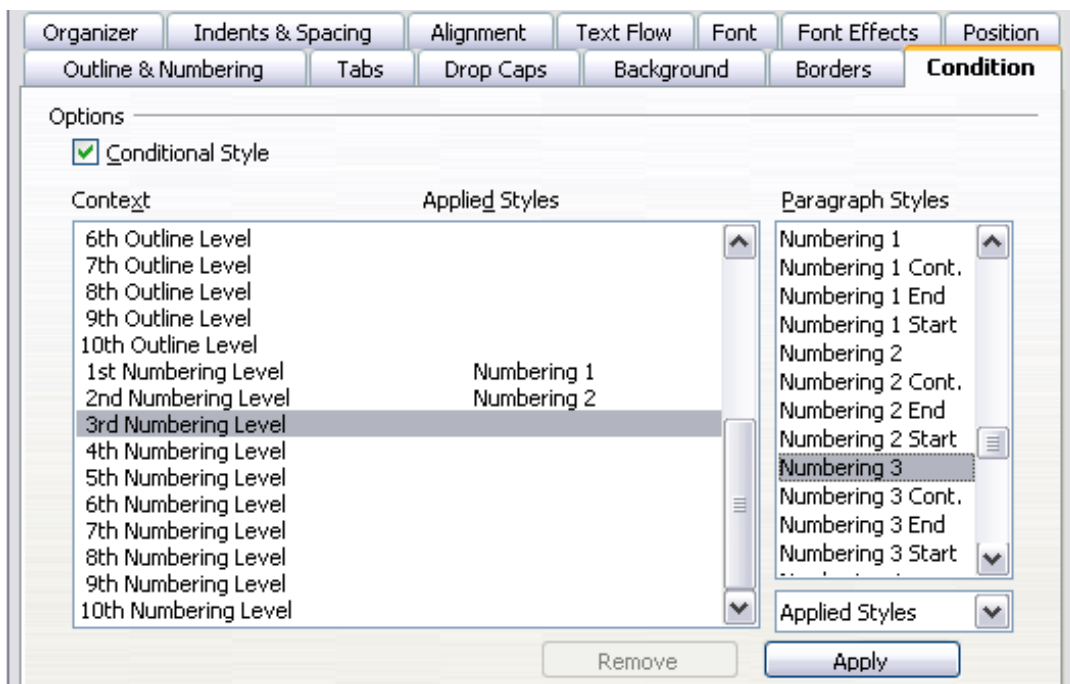 Organizer Indents & Spacing Alignment Text Flow Font Font Effects Position
Outline & Numbering Tabs Drop Caps Background Borders Condition
Options
Conditional Style
Context Applied Styles Paragraph Styles
6th Outline Level
7th Outline Level
8th Outline Level
9th Outline Level
10th Outline Level
1st Numbering Level Numbering 1
2nd Numbering Level Numbering 2
3rd Numbering Level
4th Numbering Level
5th Numbering Level
6th Numbering Level
7th Numbering Level
8th Numbering Level
9th Numbering Level
10th Numbering Level
Numbering 1
Numbering 1 Cont.
Numbering 1 End
Numbering 1 Start
Numbering 2
Numbering 2 Cont.
Numbering 2 End
Numbering 2 Start
Numbering 3
Numbering 3 Cont.
Numbering 3 End
Numbering 3 Start
Applied Styles
Remove Apply